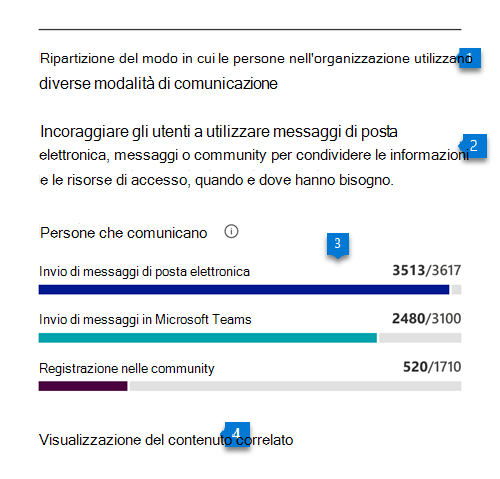 Ripartizione del modo in cui le persone nell'organizzazione utilizzano 1
diverse modalità di comunicazione
Incoraggiare gli utenti a utilizzare messaggi di posta
elettronica, messaggi o community per condividere le informazioni 2
e le risorse di accesso, quando e dove hanno bisogno.
Persone che comunicano
3
Invio di messaggi di posta elettronica 3513/3617
Invio di messaggi in Microsoft Teams 2480/3100
Registrazione nelle community 520/1710
4
Visualizzazione del contenuto correlato